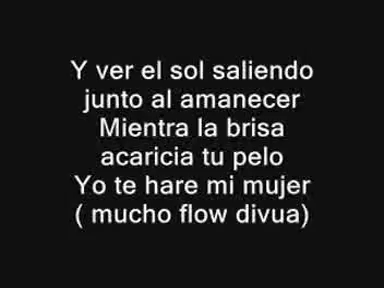 Y ver el sol saliendo
junto al amanecer
Mientra la brisa
acaricia tu pelo
Yo te hare mi mujer
( mucho flow divua)